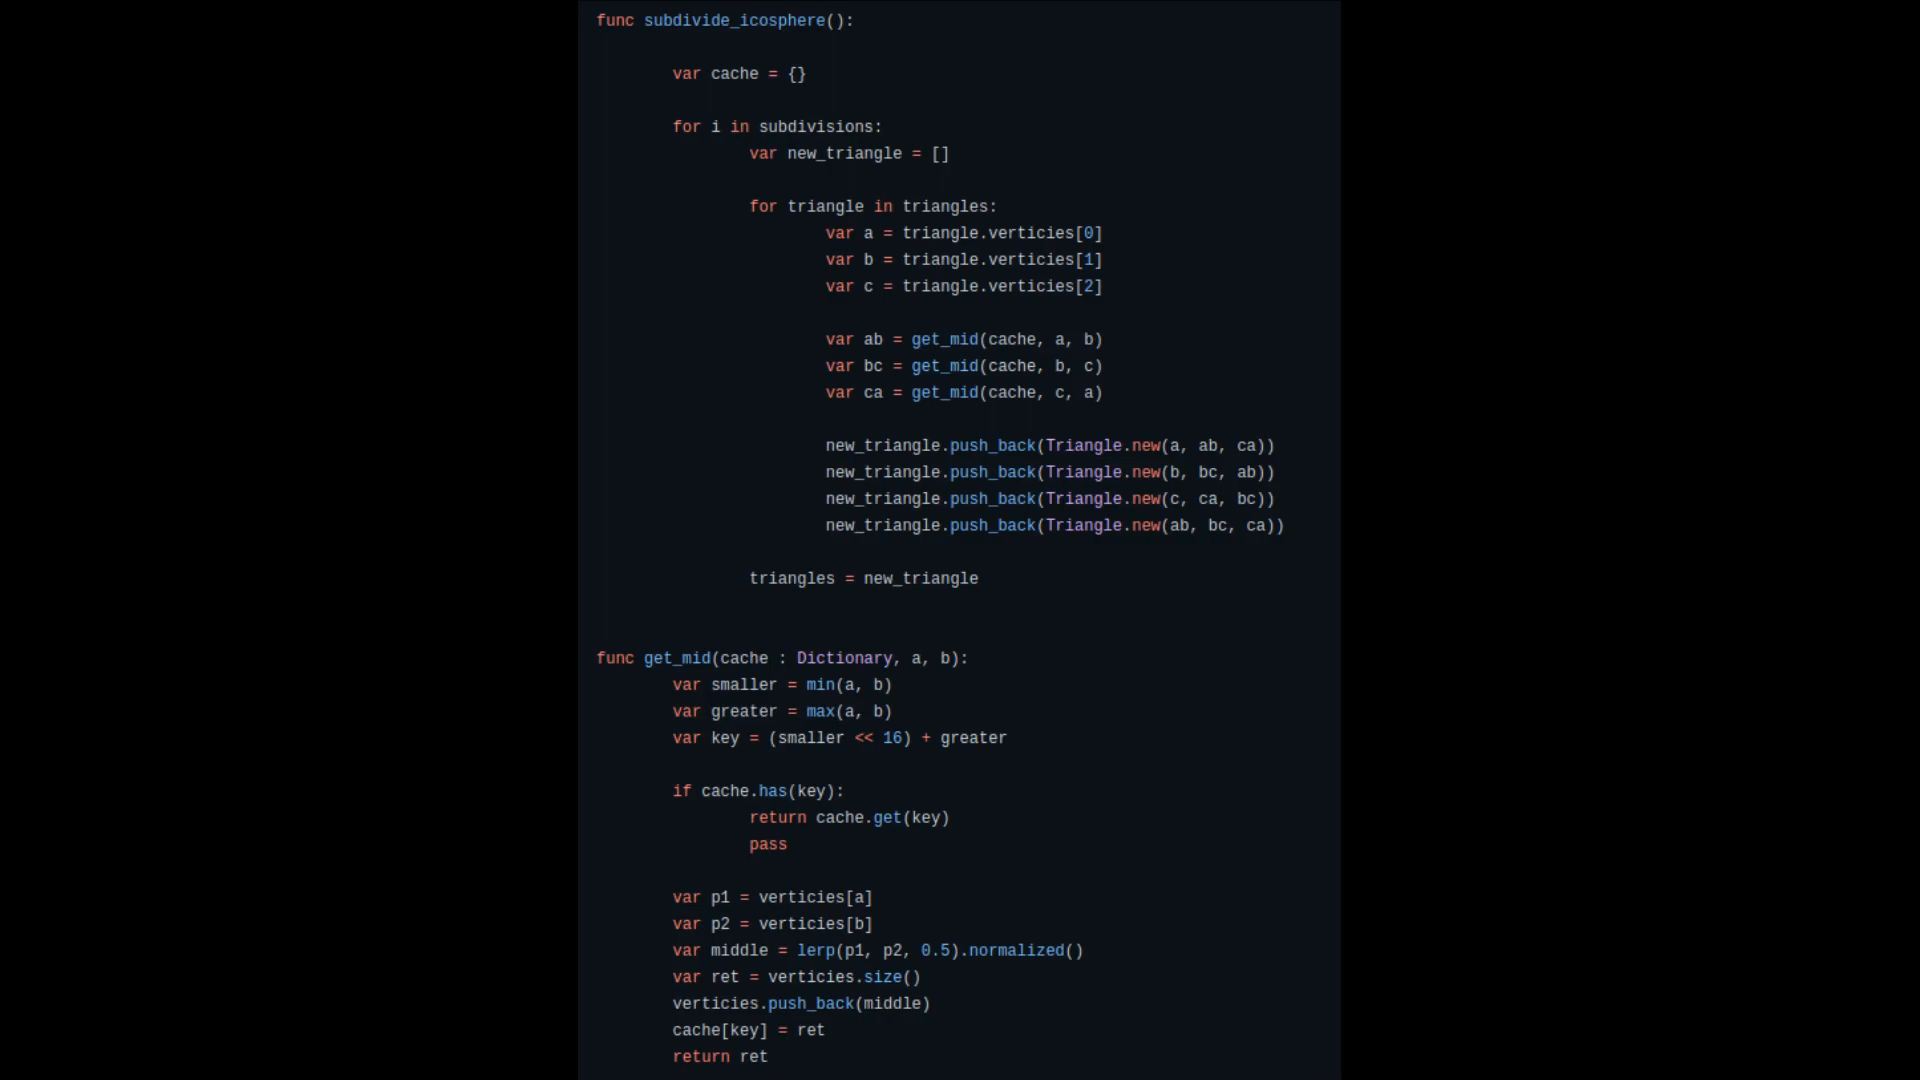 func subdivide_icosphere():
var cache = {}
for i in subdivisions:
var new_triangle = []
for triangle in triangles:
var a = triangle.verticies[0]
var b = triangle.verticies[1]
var c = triangle.verticies[2]
var ab = get_mid(cache, a, b)
var bc = get_mid(cache, b, c)
var ca = get_mid(cache, c, a)
new_triangle.push_back(Triangle.new(a, ab, ca))
new_triangle.push_back(Triangle.new(b, bc, ab))
new_triangle.push_back(Triangle.new(c, ca, bc))
new_triangle.push_back(Triangle.new(ab, bc, ca))
triangles = new_triangle
func get_mid(cache : Dictionary, a, b):
var smaller = min(a, b)
var greater = max(a, b)
var key = (smaller << 16) + greater
if cache.has(key):
return cache.get(key)
pass
var p1 = verticies[a]
var p2 = verticies[b]
var middle = lerp(p1, p2, 0.5).normalized()
var ret = verticies.size()
verticies.push_back(middle)
cache[key] = ret
return ret